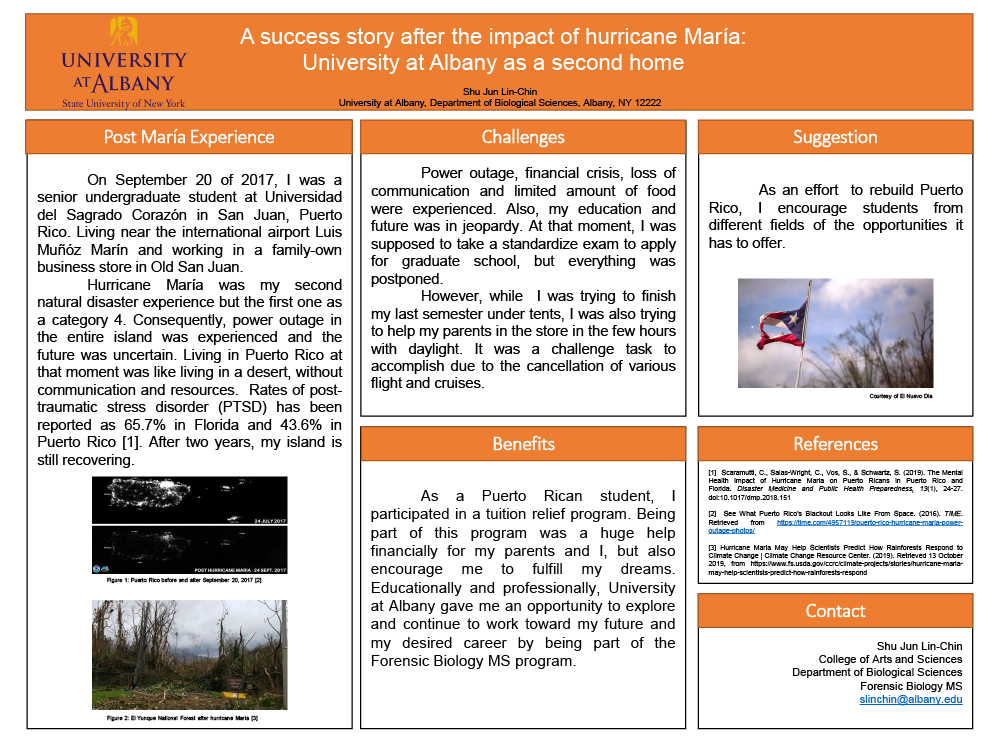 UNIVERSITY
AT ALBANY
State University of New York
A success story after the impact of hurricane María:
University at Albany as a second home
Shu Jun Lin-Chin
University at Albany, Department of Biological Sciences, Albany, NY 12222
Post María Experience
On September 20 of 2017, I was a
senior undergraduate student at Universidad
del Sagrado Corazón in San Juan, Puerto
Rico. Living near the international airport Luis
Muñóz Marín and working in a family-own
business store in Old San Juan.
Hurricane María was my second
natural disaster experience but the first one as
a category 4. Consequently, power outage in
the entire island was experienced and the
future was uncertain. Living in Puerto Rico at
that moment was like living in a desert, without
communication and resources. Rates of post-
traumatic stress disorder (PTSD) has been
reported as 65.7% in Florida and 43.6% in
Puerto Rico [1]. After two years, my island is
still recovering.
24 JULY 2017
POST HURRICANE MARIA - 24 SEPT. 2017
Figure 1: Puerto Rico before and after September 20, 2017 [2]
Figure 2: El Yunque National Forest after hurricane Maria [3]
Challenges
Power outage, financial crisis, loss of
communication and limited amount of food
were experienced. Also, my education and
future was in jeopardy. At that moment, I was
supposed to take a standardize exam to apply
for graduate school, but everything was
postponed.
However, while I was trying to finish
my last semester under tents, I was also trying
to help my parents in the store in the few hours
with daylight. It was a challenge task to
accomplish due to the cancellation of various
flight and cruises.
Benefits
As a Puerto Rican student, I
participated in a tuition relief program. Being
part of this program was a huge help
financially for my parents and I, but also
encourage me to fulfill my dreams.
Educationally and professionally, University
at Albany gave me an opportunity to explore
and continue to work toward my future and
my desired career by being part of the
Forensic Biology MS program.
Suggestion
As an effort to rebuild Puerto
Rico, I encourage students from
different fields of the opportunities it
has to offer.
Courtesy of El Nuevo Dia
References
[1] Scaramutti, C., Salas-Wright, C., Vos, S., & Schwartz, S. (2019). The Mental
Health Impact of Hurricane Maria on Puerto Ricans in Puerto Rico and
Florida. Disaster Medicine and Public Health Preparedness, 13(1), 24-27.
doi:10.1017/dmp.2018.151
[2] See What Puerto Rico's Blackout Looks Like From Space. (2016). TIME.
Retrieved from https://time.com/4957119/puerto-rico-hurricane-maria-power-
outage-photos/
[3] Hurricane Maria May Help Scientists Predict How Rainforests Respond to
Climate Change | Climate Change Resource Center. (2019). Retrieved 13 October
2019, from https://www.fs.usda.gov/ccrc/climate-projects/stories/hurricane-maria-
may-help-scientists-predict-how-rainforests-respond
Contact
Shu Jun Lin-Chin
College of Arts and Sciences
Department of Biological Sciences
Forensic Biology MS
slinchin@albany.edu